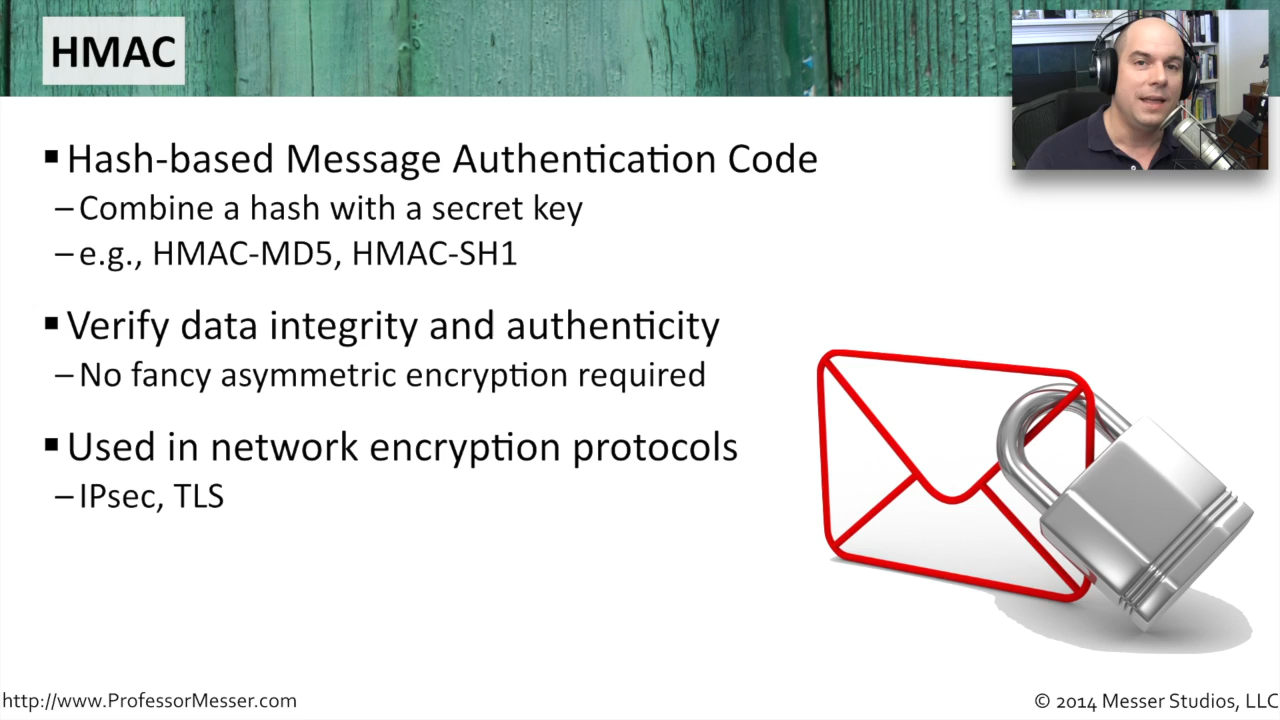 HMAC
▪ Hash-based Message Authentication Code
– Combine a hash with a secret key
– e.g., HMAC-MD5, HMAC-SH1
▪ Verify data integrity and authenticity
– No fancy asymmetric encryption required
▪ Used in network encryption protocols
– IPsec, TLS
http://www.ProfessorMesser.com
© 2014 Messer Studios, LLC